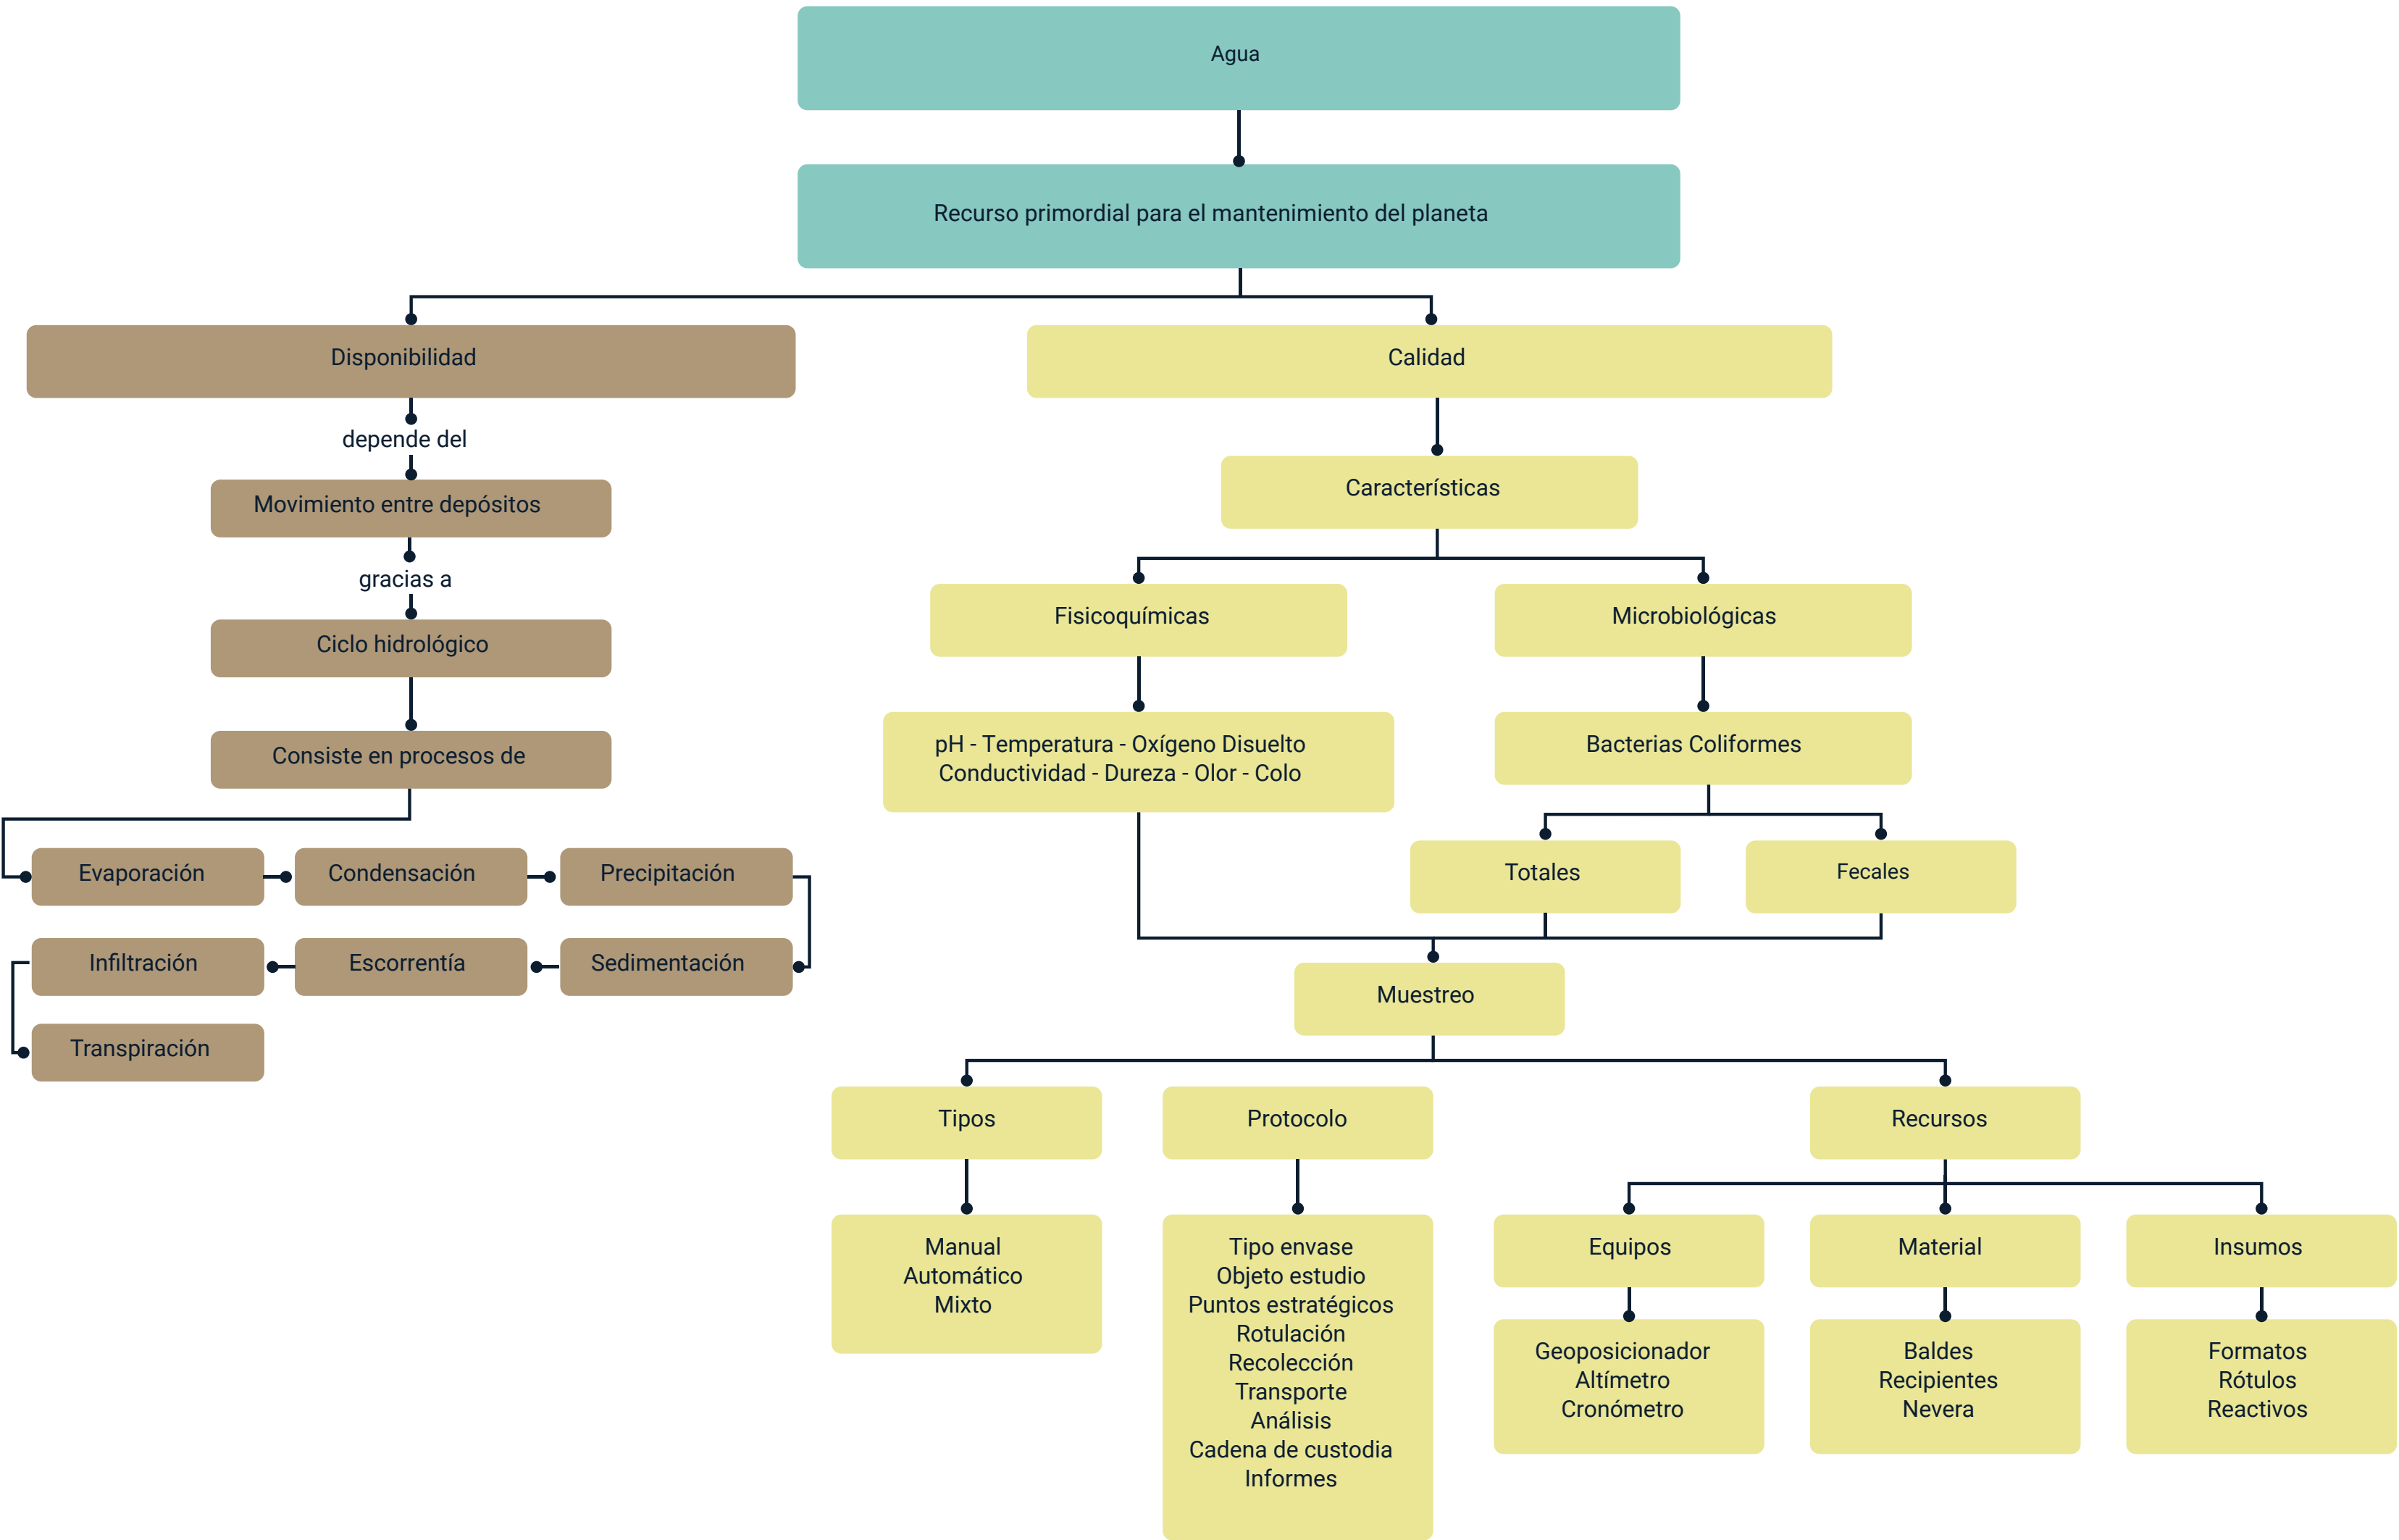 Agua
Recurso primordial para el mantenimiento del planeta
Disponibilidad
depende del
Movimiento entre depósitos
gracias a
Ciclo hidrológico
Consiste en procesos de
Evaporación
Condensación
Precipitación
Infiltración
Escorrentía
Sedimentación
Transpiración
Calidad
Características
Fisicoquímicas
Microbiológicas
pH - Temperatura - Oxígeno Disuelto
Conductividad - Dureza - Olor - Colo
Bacterias Coliformes
Totales
Fecales
Muestreo
Tipos
Protocolo
Recursos
Manual
Automático
Mixto
Tipo envase
Objeto estudio
Puntos estratégicos
Rotulación
Recolección
Transporte
Análisis
Cadena de custodia
Informes
Equipos
Material
Insumos
Geoposicionador
Altímetro
Cronómetro
Baldes
Recipientes
Nevera
Formatos
Rótulos
Reactivos